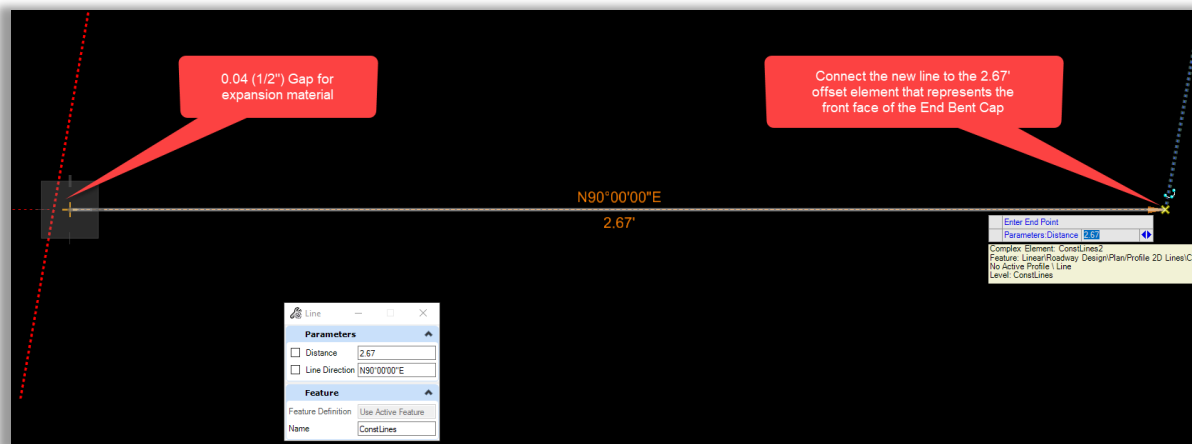 0.04 (1/2") Gap for
expansion material
Connect the new line to the 2.67'
offset element that represents the
front face of the End Bent Cap
N90°00'00"E
2.67'
Enter End Point
Parameters:Distance 2.67
Complex Element: ConstLines2
Feature: Linear\Roadway Design\Plan/Profile 2D Lines\C
No Active Profile \ Line
Level: ConstLines
Line
Parameters
Distance 2.67
Line Direction N90°00'00"E
Feature
Feature Definition Use Active Feature
Name ConstLines